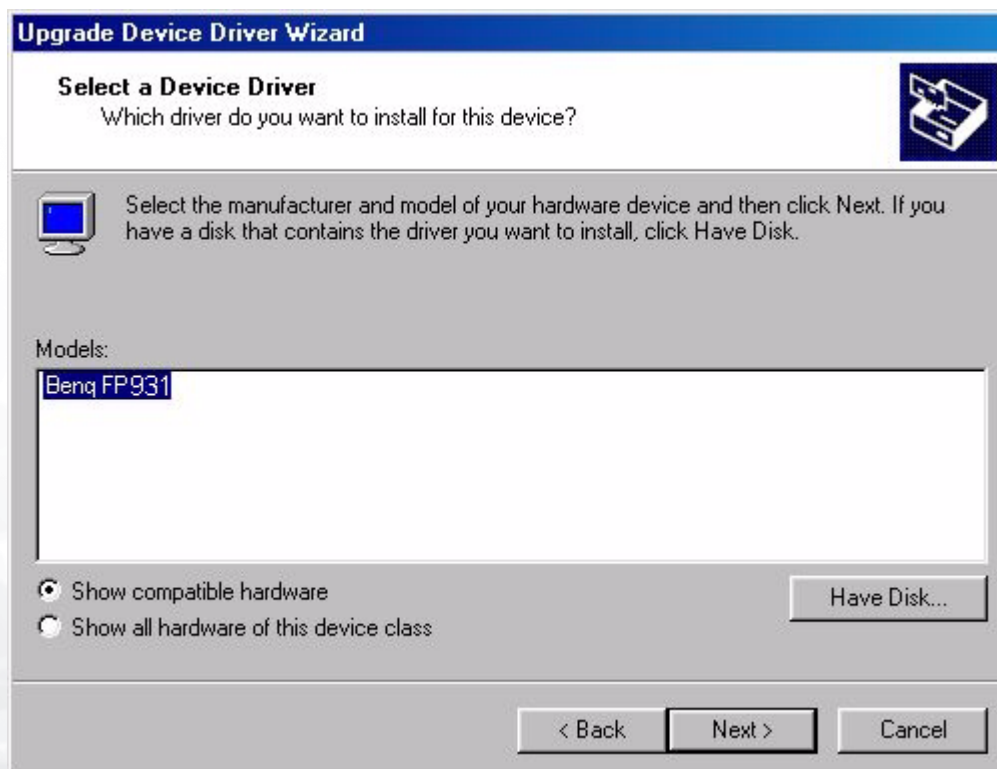 Upgrade Device Driver Wizard
Select a Device Driver
Which driver do you want to install for this device?
Select the manufacturer and model of your hardware device and then click Next. If you
have a disk that contains the driver you want to install, click Have Disk.
Models:
Benq FP931
Show compatible hardware
Have Disk...
Show all hardware of this device class
< Back Next > Cancel